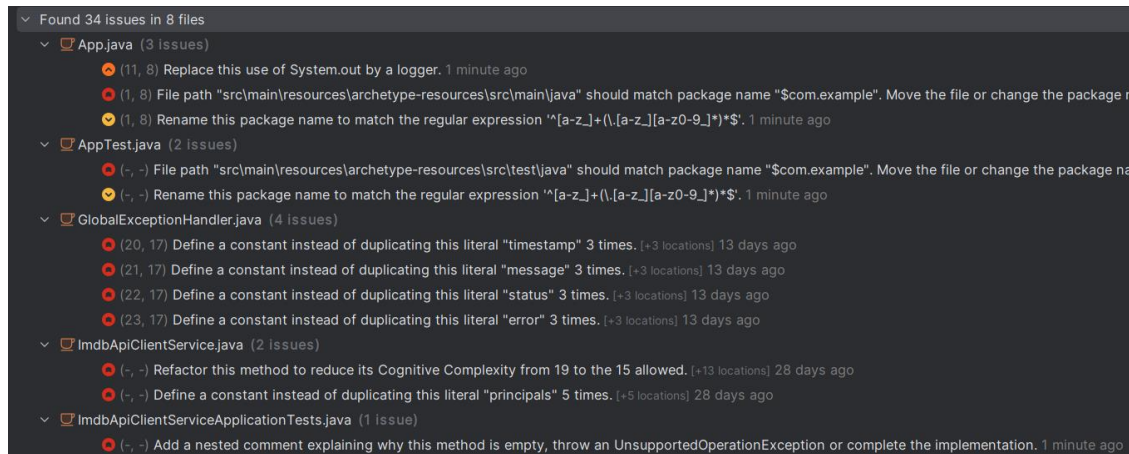 Found 34 issues in 8 files
App.java (3 issues)
(11, 8) Replace this use of System.out by a logger. 1 minute ago
(1, 8) File path "src\main\resources\archetype-resources\src\main\java" should match package name "$com.example". Move the file or change the package
(1, 8) Rename this package name to match the regular expression '^[a-z_]+(\.[a-z_][a-z0-9_]*)*$'. 1 minute ago
AppTest.java (2 issues)
(-, -) File path "src\main\resources\archetype-resources\src\test\java" should match package name "$com.example". Move the file or change the package na
(-, -) Rename this package name to match the regular expression '^[a-z_]+(\.[a-z_][a-z0-9_]*)*$'. 1 minute ago
GlobalExceptionHandler.java (4 issues)
(20, 17) Define a constant instead of duplicating this literal "timestamp" 3 times. [+3 locations] 13 days ago
(21, 17) Define a constant instead of duplicating this literal "message" 3 times. [+3 locations] 13 days ago
(22, 17) Define a constant instead of duplicating this literal "status" 3 times. [+3 locations] 13 days ago
(23, 17) Define a constant instead of duplicating this literal "error" 3 times. [+3 locations] 13 days ago
ImdbApiClientService.java (2 issues)
(-, -) Refactor this method to reduce its Cognitive Complexity from 19 to the 15 allowed. [+13 locations] 28 days ago
(-, -) Define a constant instead of duplicating this literal "principals" 5 times. [+5 locations] 28 days ago
ImdbApiClientServiceApplicationTests.java (1 issue)
(-, -) Add a nested comment explaining why this method is empty, throw an UnsupportedOperationException or complete the implementation. 1 minute ago